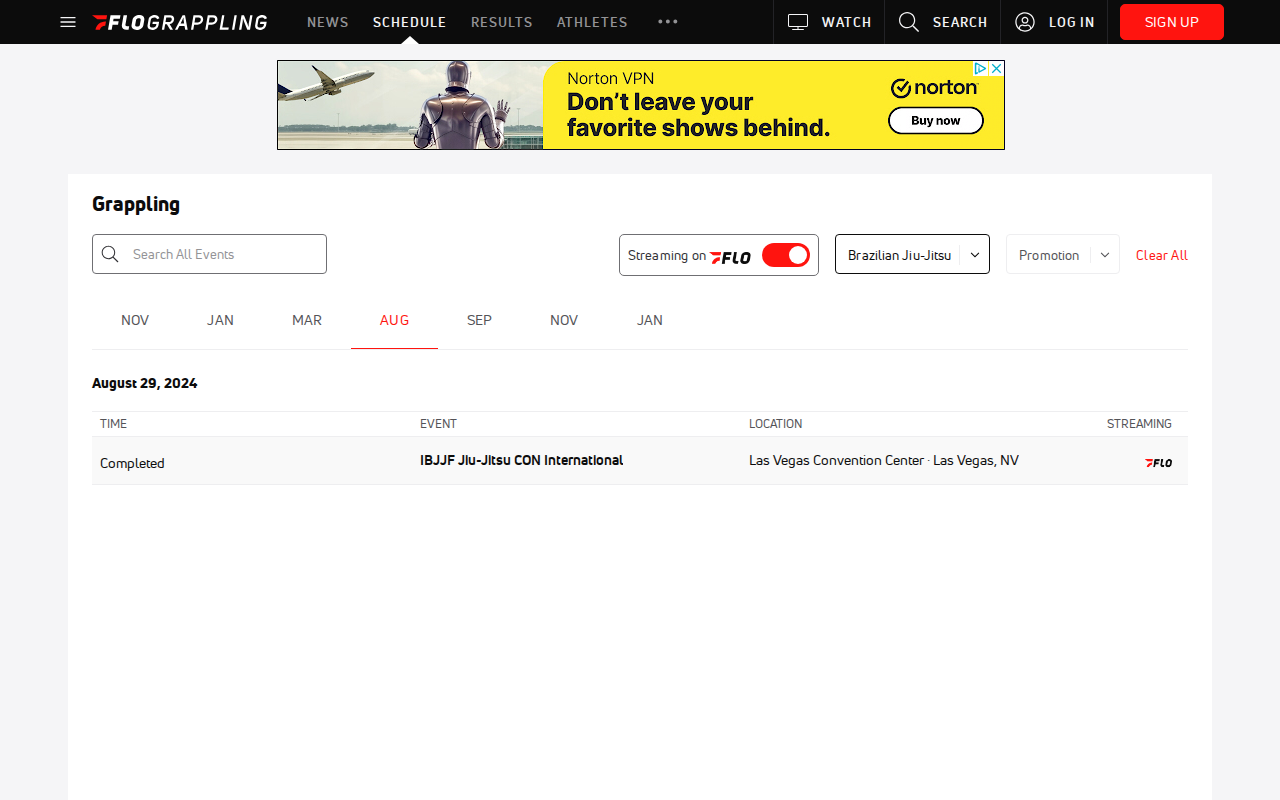 FLOGRAPPLING NEWS SCHEDULE RESULTS ATHLETES ••• WATCH SEARCH LOG IN SIGN UP
Norton VPN
Don't leave your
favorite shows behind.
norton
Buy now
Grappling
Search All Events
Streaming on FLO
Brazilian Jiu-Jitsu
Promotion
Clear All
NOV JAN MAR AUG SEP NOV JAN
August 29, 2024
TIME EVENT LOCATION STREAMING
Completed IBJJF Jiu-Jitsu CON International Las Vegas Convention Center · Las Vegas, NV FLO